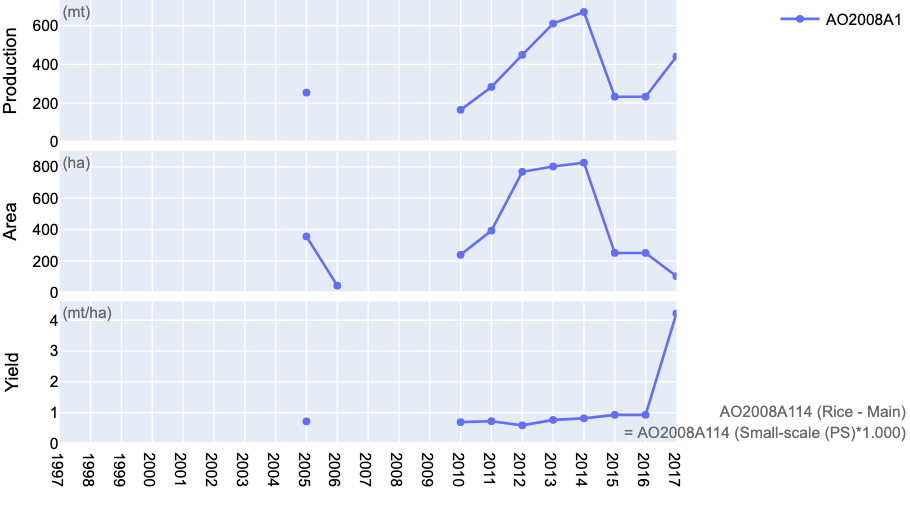 (mt)
AO2008A1
Production
600
400
200
0
(ha)
Area
800
600
400
200
0
(mt/ha)
Yield
4
3
2
1
0
AO2008A114 (Rice - Main)
= AO2008A114 (Small-scale (PS)*1.000)
1997 1998 1999 2000 2001 2002 2003 2004 2005 2006 2007 2008 2009 2010 2011 2012 2013 2014 2015 2016 2017